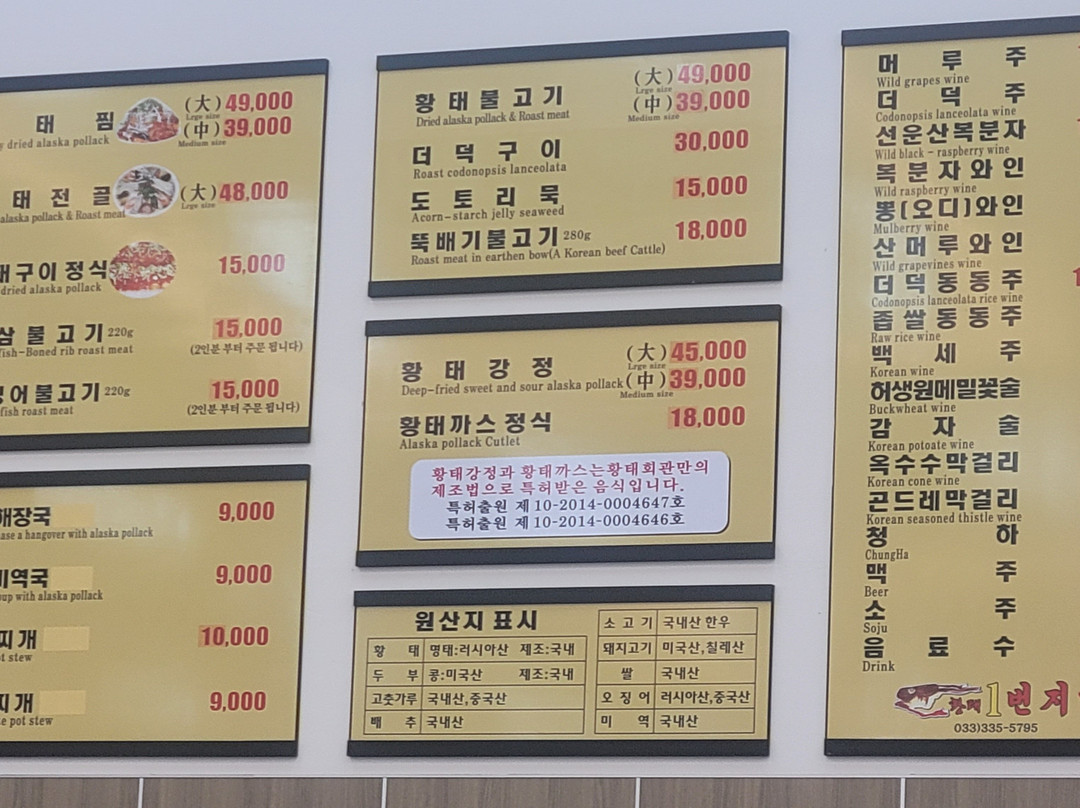 태 찜 (大) 49,000
Lrge size
(中) 39,000
dried alaska pollack Medium size
태 전 골 (大) 48,000
Lrge size
alaska pollack & Roast meat
구이 정식 15,000
dried alaska pollack
삼 불 고 기 220g 15,000
fish-Boned rib roast meat (2인분 부터 주문 됩니다)
어불고기 220g 15,000
fish roast meat (2인분 부터 주문 됩니다)
해장국 9,000
ase a hangover with alaska pollack
역국 9,000
oup with alaska pollack
찌개 10,000
ot stew
찌개 9,000
e pot stew
황 태 불 고 기 (大) 49,000
Lrge size
Dried alaska pollack & Roast meat (中) 39,000
Medium size
더 덕 구 이 30,000
Roast codonopsis lanceolata
도 토 리 묵 15,000
Acorn-starch jelly seaweed
뚝배기불고기 280g 18,000
Roast meat in earthen bow(A Korean beef Cattle)
황 태 강 정 (大) 45,000
Lrge size
Deep-fried sweet and sour alaska pollack (中) 39,000
Medium size
황태까스 정식 18,000
Alaska pollack Cutlet
황태강정과 황태까스는황태회관만의
제조법으로 특허받은 음식입니다.
특허출원 제 10-2014-0004647호
특허출원 제 10-2014-0004646호
원산지 표시
황 태 명태:러시아산 제조:국내
두 부 콩:미국산 제조:국내
고춧가루 국내산,중국산
배 추 국내산
소 고 기 국내산 한우
돼지고기 미국산,칠레산
쌀 국내산
오 징 어 러시아산,중국산
미 역 국내산
머 루 주
Wild grapes wine
더 덕 주
Codonopsis lanceolata wine
선운산복분자
Wild black - raspberry wine
복 분 자 와 인
Wild raspberry wine
뽕(오디)와인
Mulberry wine
산 머 루 와 인
Wild grapevines wine
더 덕 동 동 주
Codonopsis lanceolata rice wine
좁 쌀 동 동 주
Raw rice wine
백 세 주
Korean wine
허생원메밀꽃술
Buckwheat wine
감 자 술
Korean potoate wine
옥수수막걸리
Korean cone wine
곤드레막걸리
Korean seasoned thistle wine
청 하
ChungHa
맥 주
Beer
소 주
Soju
음 료 수
Drink
황태 1번지
033)335-5795